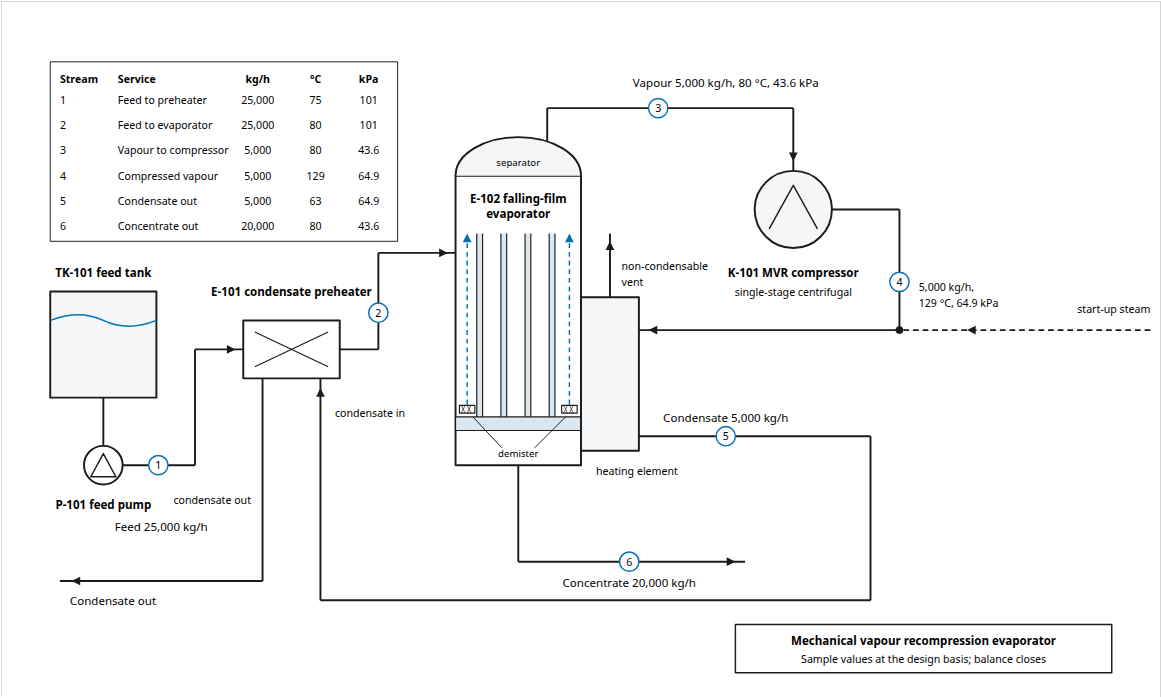 Stream Service kg/h °C kPa
1 Feed to preheater 25,000 75 101
2 Feed to evaporator 25,000 80 101
3 Vapour to compressor 5,000 80 43.6
4 Compressed vapour 5,000 129 64.9
5 Condensate out 5,000 63 64.9
6 Concentrate out 20,000 80 43.6
Vapour 5,000 kg/h, 80 °C, 43.6 kPa
3
separator
E-102 falling-film
evaporator
TK-101 feed tank
E-101 condensate preheater
2
non-condensable
vent
K-101 MVR compressor
single-stage centrifugal
4
5,000 kg/h,
129 °C, 64.9 kPa
start-up steam
condensate in
Condensate 5,000 kg/h
5
demister
heating element
1
P-101 feed pump
condensate out
Feed 25,000 kg/h
6
Concentrate 20,000 kg/h
Condensate out
Mechanical vapour recompression evaporator
Sample values at the design basis; balance closes